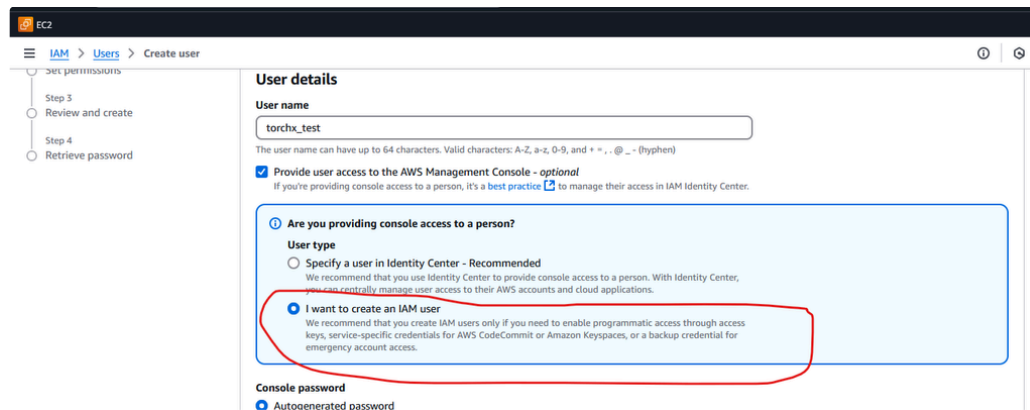 EC2
IAM > Users > Create user
Set permissions
Step 3
Review and create
Step 4
Retrieve password
User details
User name
torchx_test
The user name can have up to 64 characters. Valid characters: A-Z, a-z, 0-9, and + = , . @ _ - (hyphen)
Provide user access to the AWS Management Console - optional
If you're providing console access to a person, it's a best practice to manage their access in IAM Identity Center.
Are you providing console access to a person?
User type
Specify a user in Identity Center - Recommended
We recommend that you use Identity Center to provide console access to a person. With Identity Center,
you can centrally manage user access to their AWS accounts and cloud applications.
I want to create an IAM user
We recommend that you create IAM users only if you need to enable programmatic access through access
keys, service-specific credentials for AWS CodeCommit or Amazon Keyspaces, or a backup credential for
emergency account access.
Console password
Autogenerated password